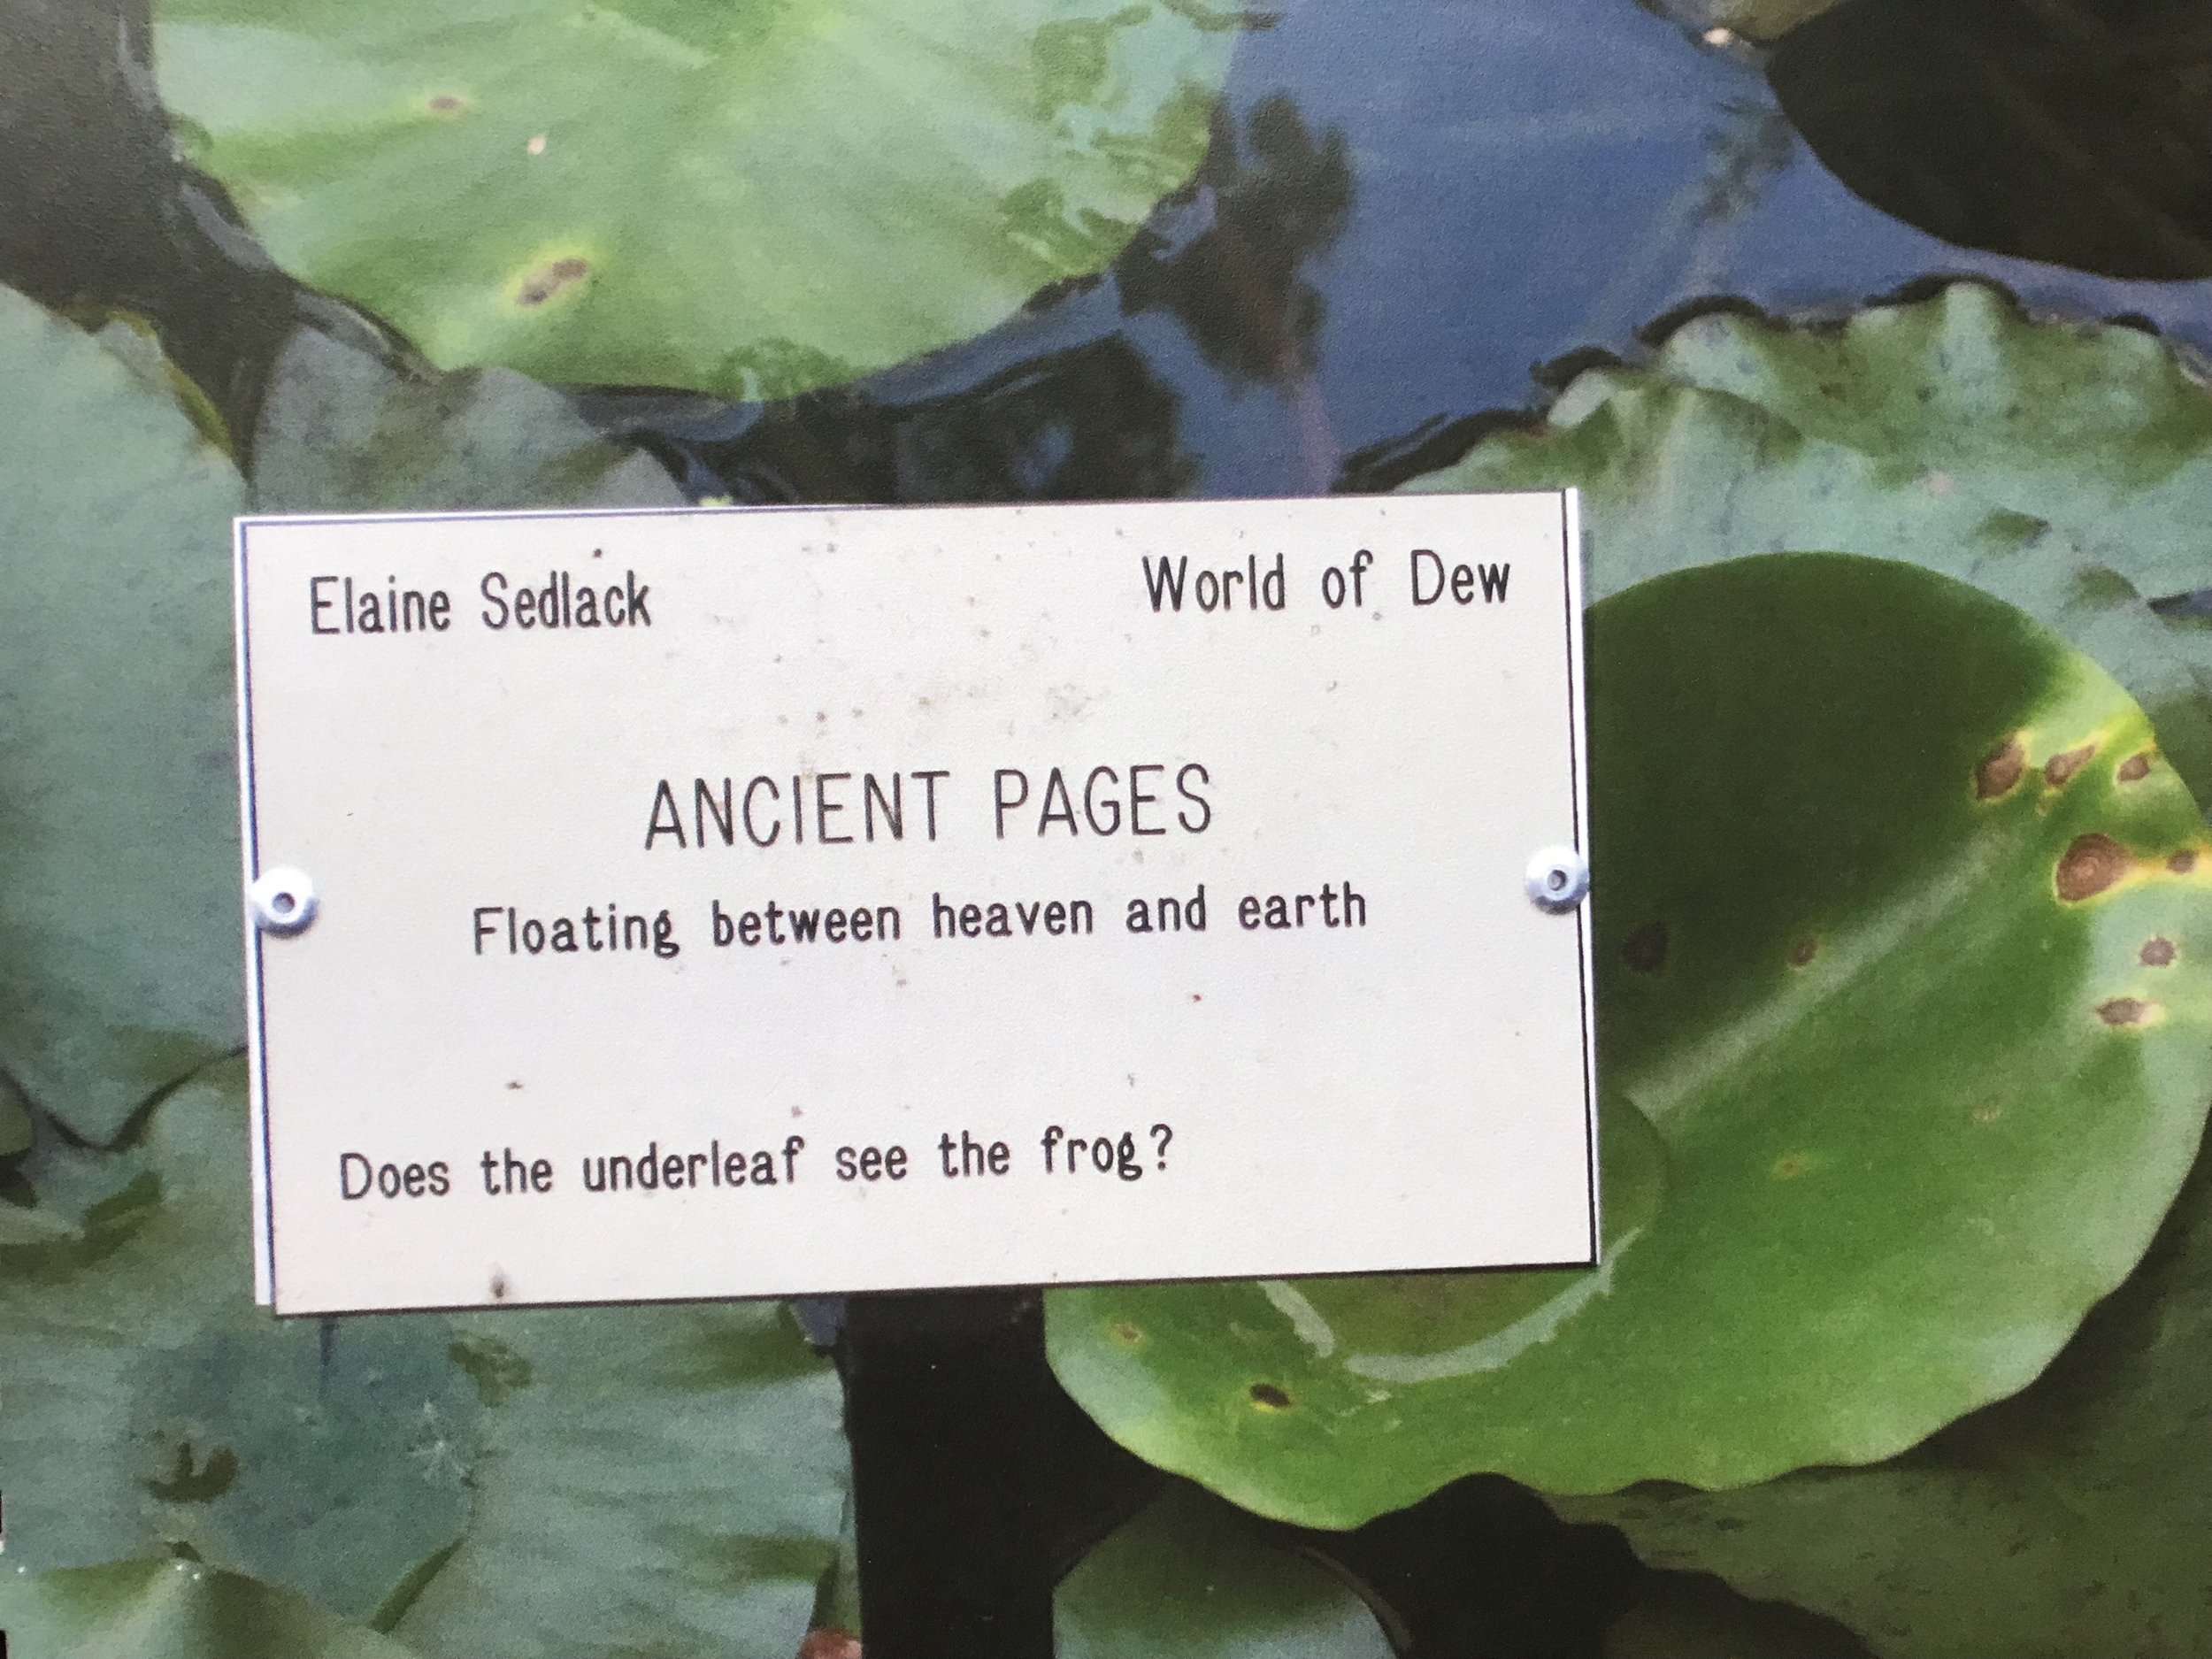 Elaine Sedlack World of Dew
ANCIENT PAGES
Floating between heaven and earth
Does the underleaf see the frog?